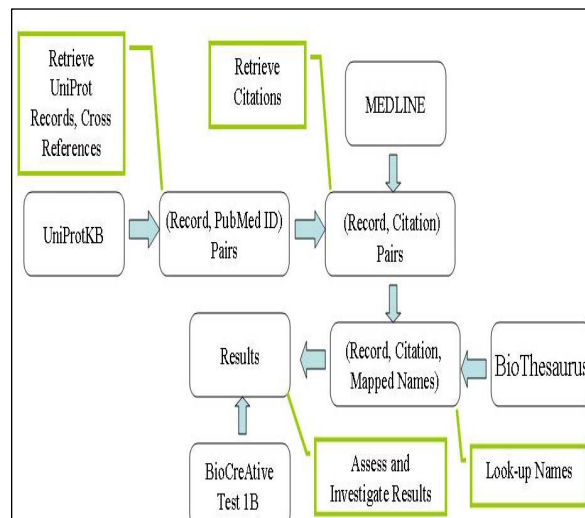 Retrieve
UniProt
Records, Cross
References
Retrieve
Citations
MEDLINE
UniProtKB
(Record, PubMed ID)
Pairs
(Record, Citation)
Pairs
Results
(Record, Citation,
Mapped Names)
BioThesaurus
BioCreAtive
Test 1B
Assess and
Investigate Results
Look-up Names